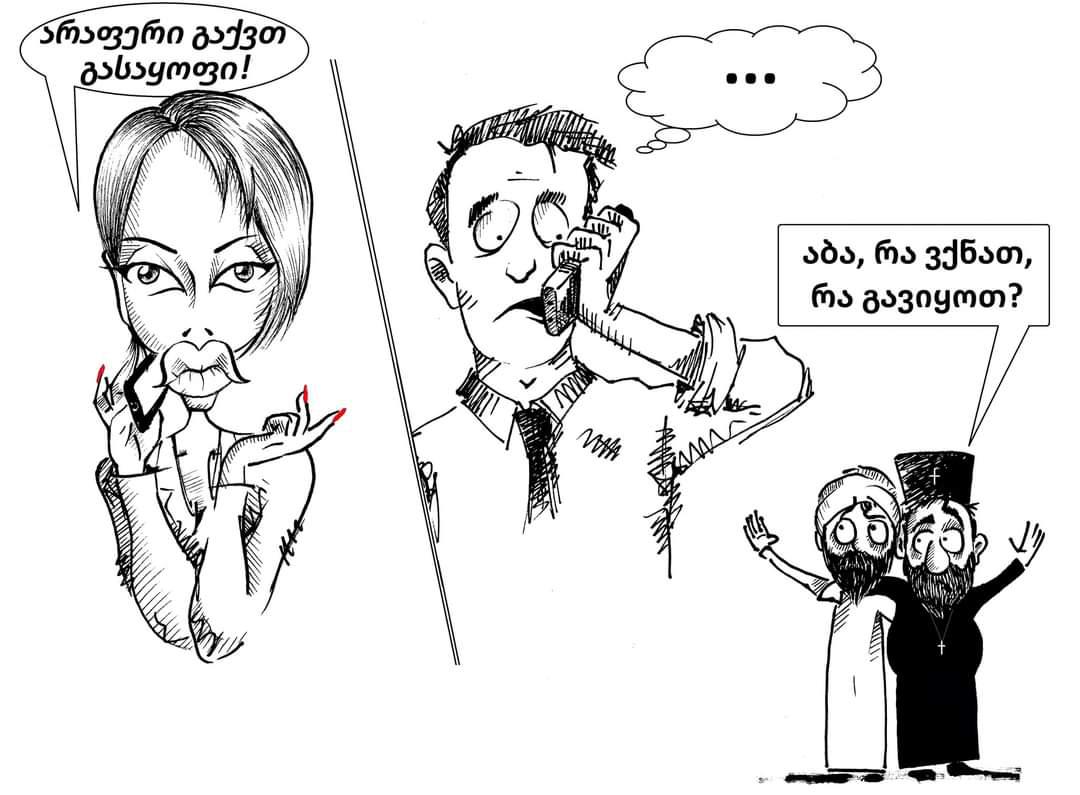 არაფერი გაქვთ
გასაყოფი!
...
აბა, რა ვქნათ,
რა გავიყოთ?